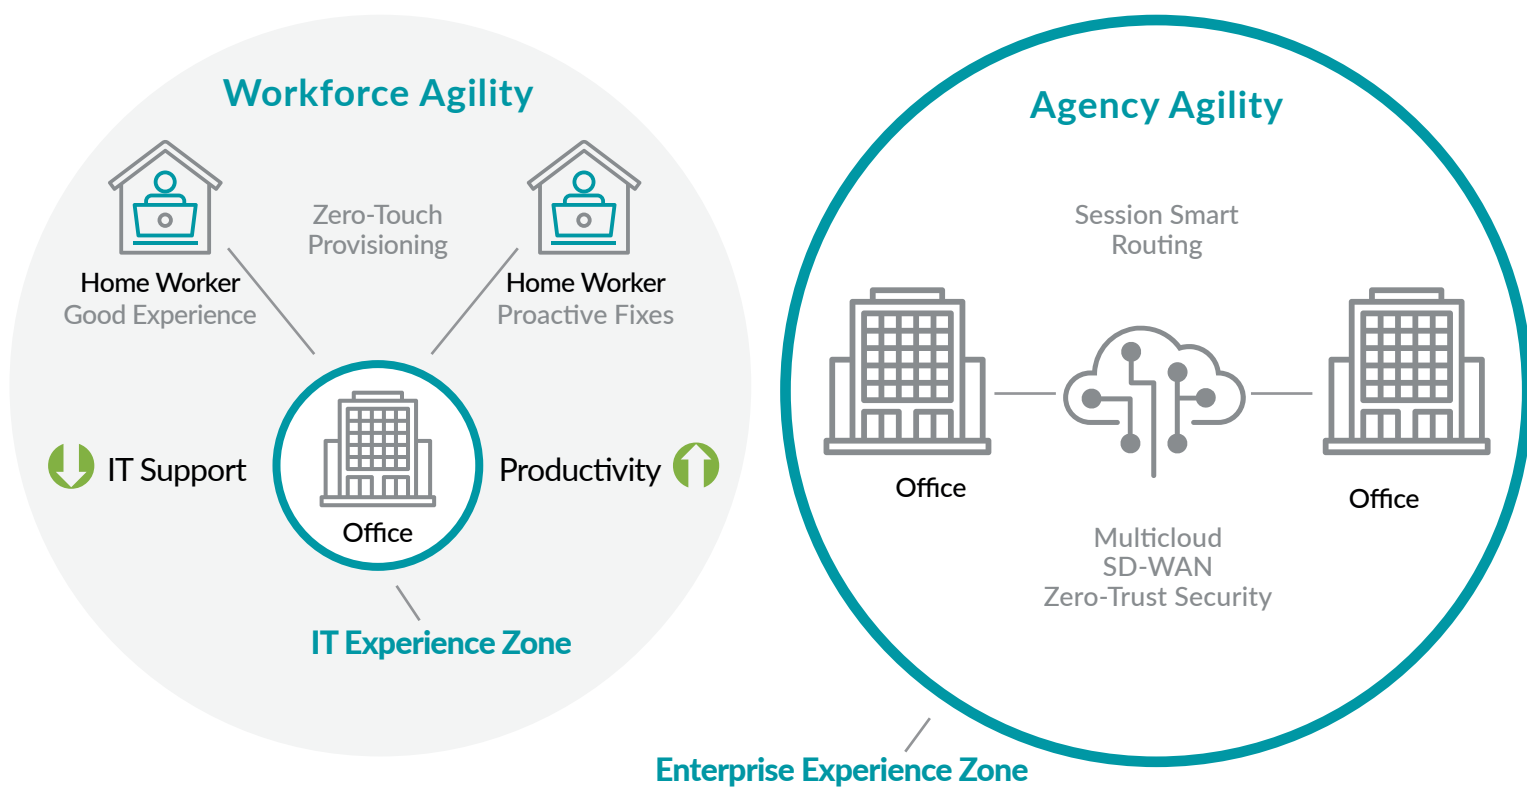 Workforce Agility
Zero-Touch
Provisioning
Home Worker
Good Experience
Home Worker
Proactive Fixes
IT Support
Productivity
Office
IT Experience Zone
Agency Agility
Session Smart
Routing
Office
Office
Multicloud
SD-WAN
Zero-Trust Security
Enterprise Experience Zone